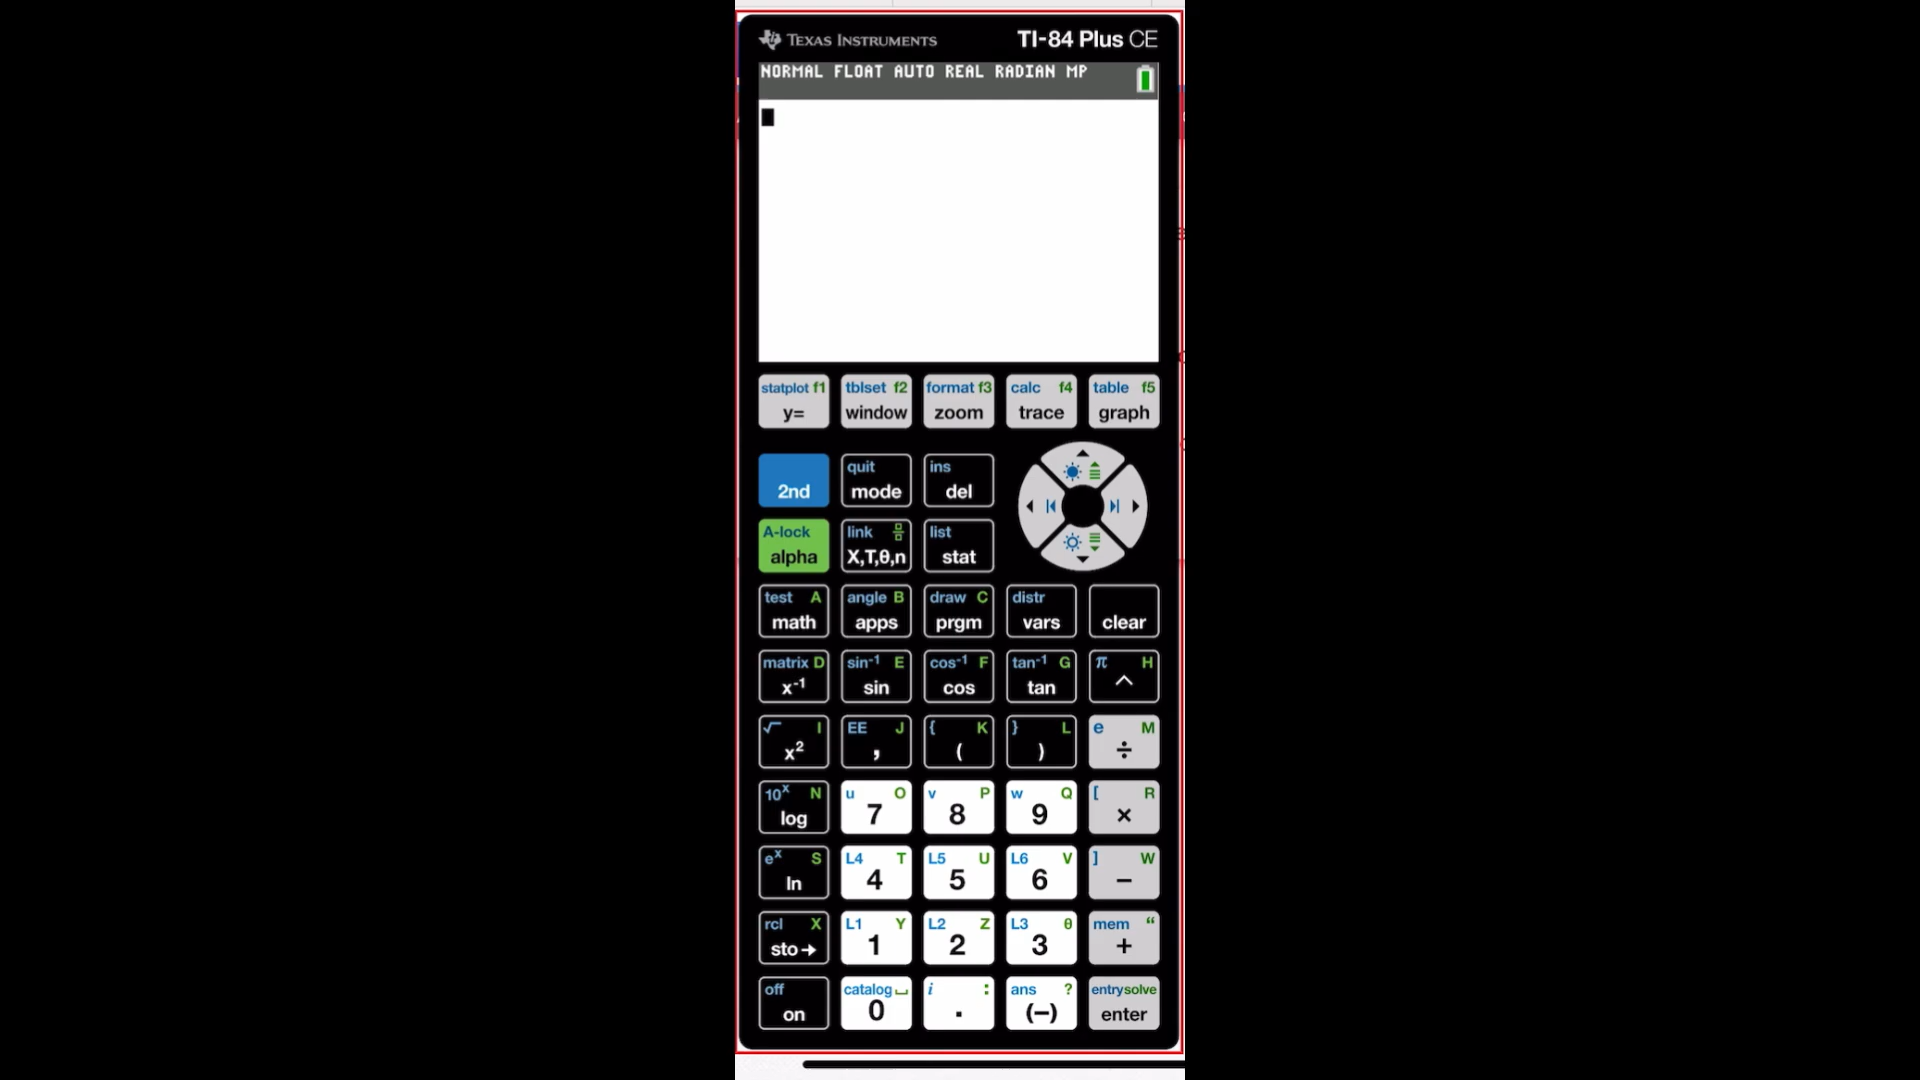 TEXAS INSTRUMENTS TI-84 Plus CE
NORMAL FLOAT AUTO REAL RADIAN MP
statplot f1 tblset f2 format f3 calc f4 table f5
y= window zoom trace graph
quit ins
2nd mode del
A-lock link list
alpha X,T,θ,n stat
test A angle B draw C distr
math apps prgm vars clear
matrix D sin⁻¹ E cos⁻¹ F tan⁻¹ G π H
x⁻¹ sin cos tan ^
√ I EE J { K } L e M
x² , ( ) ÷
10ˣ N u O v P w Q [ R
log 7 8 9 ×
eˣ S L4 T L5 U L6 V ] W
ln 4 5 6 −
rcl X L1 Y L2 Z L3 θ mem “
sto→ 1 2 3 +
off catalog ⎵ i : ans ? entry solve
on 0 . (−) enter